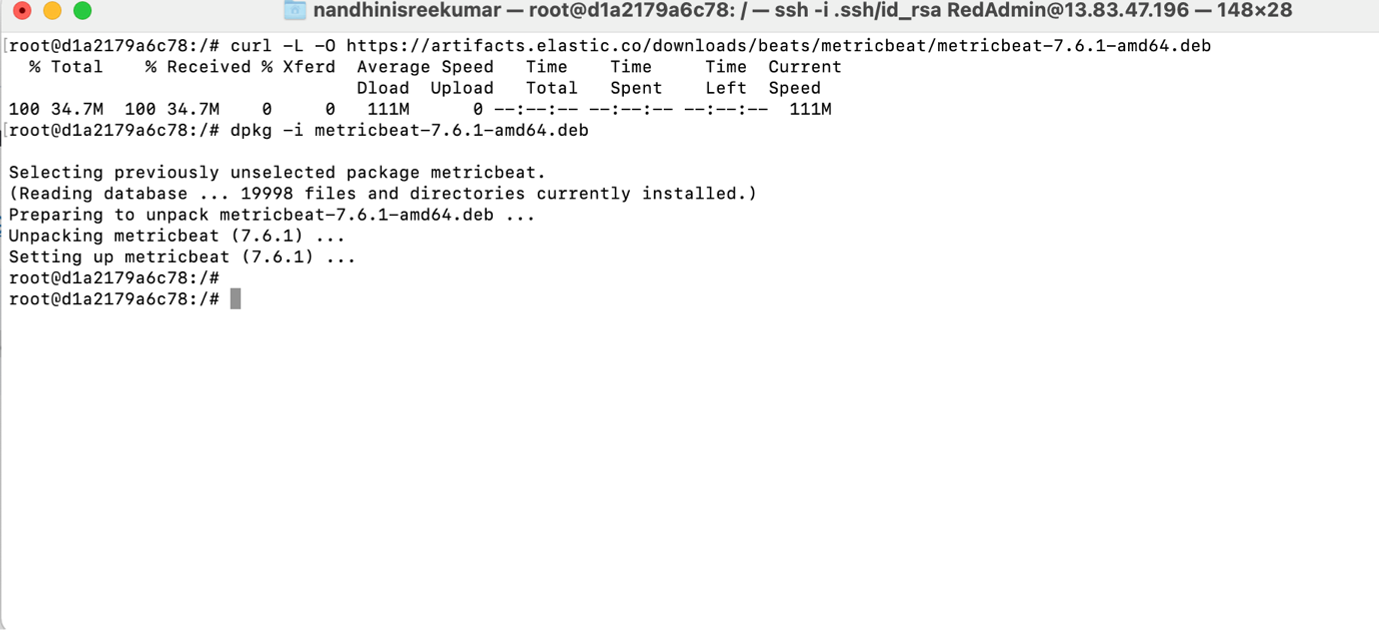 nandhinisreekumar — root@d1a2179a6c78: / — ssh -i .ssh/id_rsa RedAdmin@13.83.47.196 — 148×28
[root@d1a2179a6c78:/# curl -L -O https://artifacts.elastic.co/downloads/beats/metricbeat/metricbeat-7.6.1-amd64.deb
  % Total    % Received % Xferd  Average Speed   Time    Time     Time  Current
                                 Dload  Upload   Total   Spent    Left  Speed
100 34.7M  100 34.7M    0     0   111M      0 --:--:-- --:--:-- --:--:--  111M
[root@d1a2179a6c78:/# dpkg -i metricbeat-7.6.1-amd64.deb
Selecting previously unselected package metricbeat.
(Reading database ... 19998 files and directories currently installed.)
Preparing to unpack metricbeat-7.6.1-amd64.deb ...
Unpacking metricbeat (7.6.1) ...
Setting up metricbeat (7.6.1) ...
root@d1a2179a6c78:/#
root@d1a2179a6c78:/#